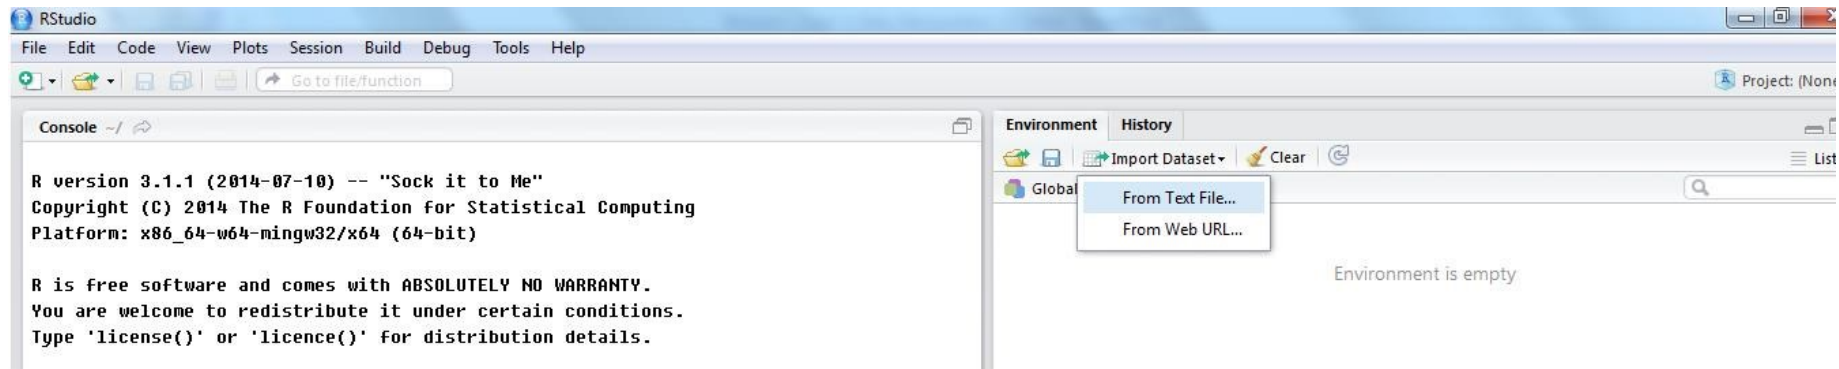 RStudio
File Edit Code View Plots Session Build Debug Tools Help
Go to file/function
Project: (None
Console ~/
Environment History
Import Dataset Clear
List
Global
From Text File...
From Web URL...
Environment is empty
R version 3.1.1 (2014-07-10) -- "Sock it to Me"
Copyright (C) 2014 The R Foundation for Statistical Computing
Platform: x86_64-w64-mingw32/x64 (64-bit)
R is free software and comes with ABSOLUTELY NO WARRANTY.
You are welcome to redistribute it under certain conditions.
Type 'license()' or 'licence()' for distribution details.